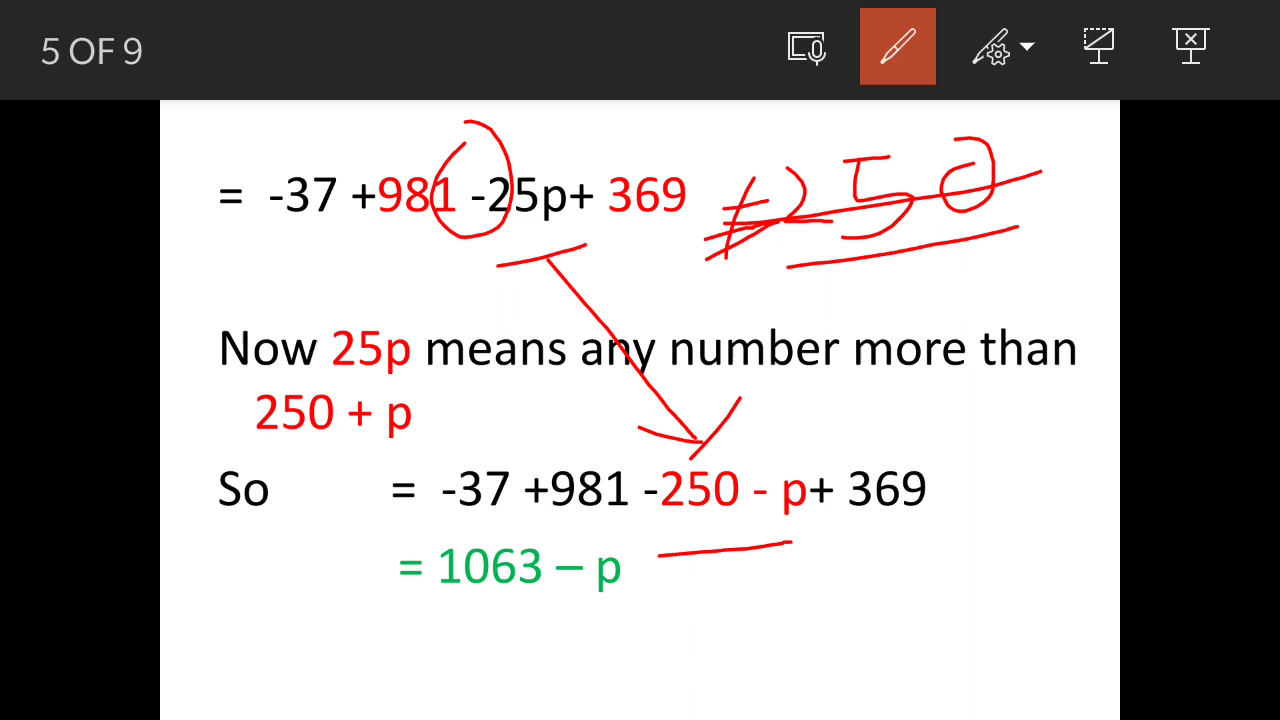 5 OF 9
= -37 +981 -25p+ 369 -250
Now 25p means any number more than
250 + p
So = -37 +981 -250 - p+ 369
= 1063 – p